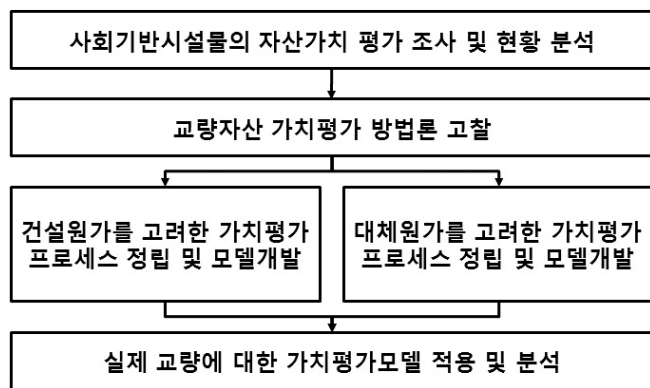 사회기반시설물의 자산가치 평가 조사 및 현황 분석
교량자산 가치평가 방법론 고찰
건설원가를 고려한 가치평가
프로세스 정립 및 모델개발
대체원가를 고려한 가치평가
프로세스 정립 및 모델개발
실제 교량에 대한 가치평가모델 적용 및 분석